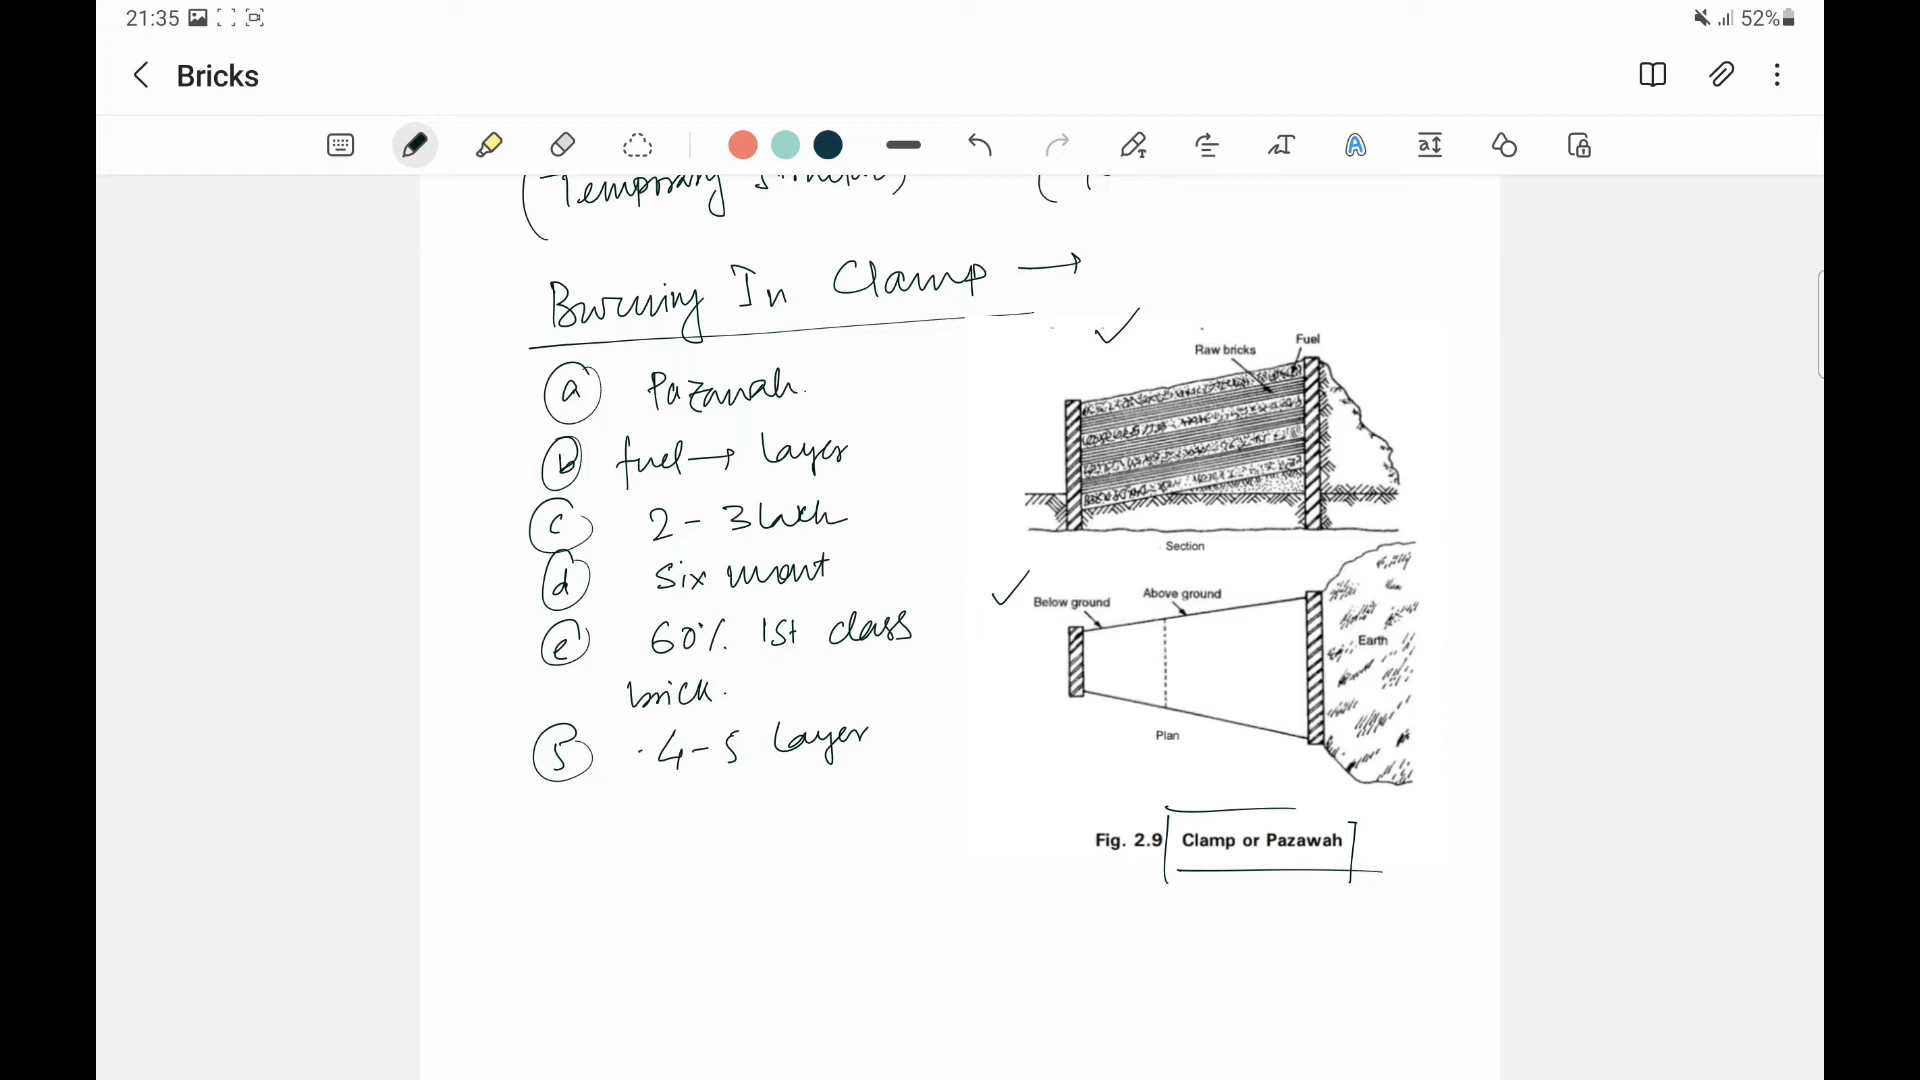 21:35
52%
Bricks
(Temporary
Burning In Clamp →
a Pazawah.
b fuel → layer
c 2 - 3 lakh
d Six mont
e 60% 1st class
brick.
5 .4-5 layer
Fuel
Raw bricks
Section
Above ground
Below ground
Earth
Plan
Fig. 2.9 Clamp or Pazawah